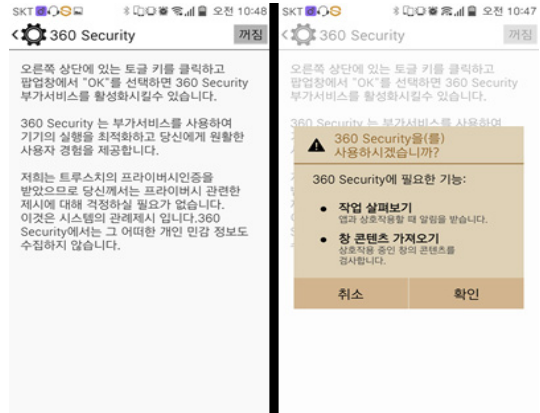 SKT 오전 10:48
360 Security 꺼짐
오른쪽 상단에 있는 토글 키를 클릭하고
팝업창에서 "OK"를 선택하면 360 Security
부가서비스를 활성화시킬수 있습니다.
360 Security 는 부가서비스를 사용하여
기기의 실행을 최적화하고 당신에게 원활한
사용자 경험을 제공합니다.
저희는 트루스치의 프라이버시인증을
받았으므로 당신께서는 프라이버시 관련한
제시에 대해 걱정하실 필요가 없습니다.
이것은 시스템의 관례제시 입니다.360
Security에서는 그 어떠한 개인 민감 정보도
수집하지 않습니다.
SKT 오전 10:47
360 Security 꺼짐
오른쪽 상단에 있는 토글 키를 클릭하고
팝업창에서 "OK"를 선택하면 360 Security
부가서비스를 활성화시킬수 있습니다.
360 Security 는 부가서비스를 사용하여
360 Security을(를)
사용하시겠습니까?
360 Security에 필요한 기능:
• 작업 살펴보기
앱과 상호작용할 때 알림을 받습니다.
• 창 콘텐츠 가져오기
상호작용 중인 창의 콘텐츠를
검사합니다.
취소 확인